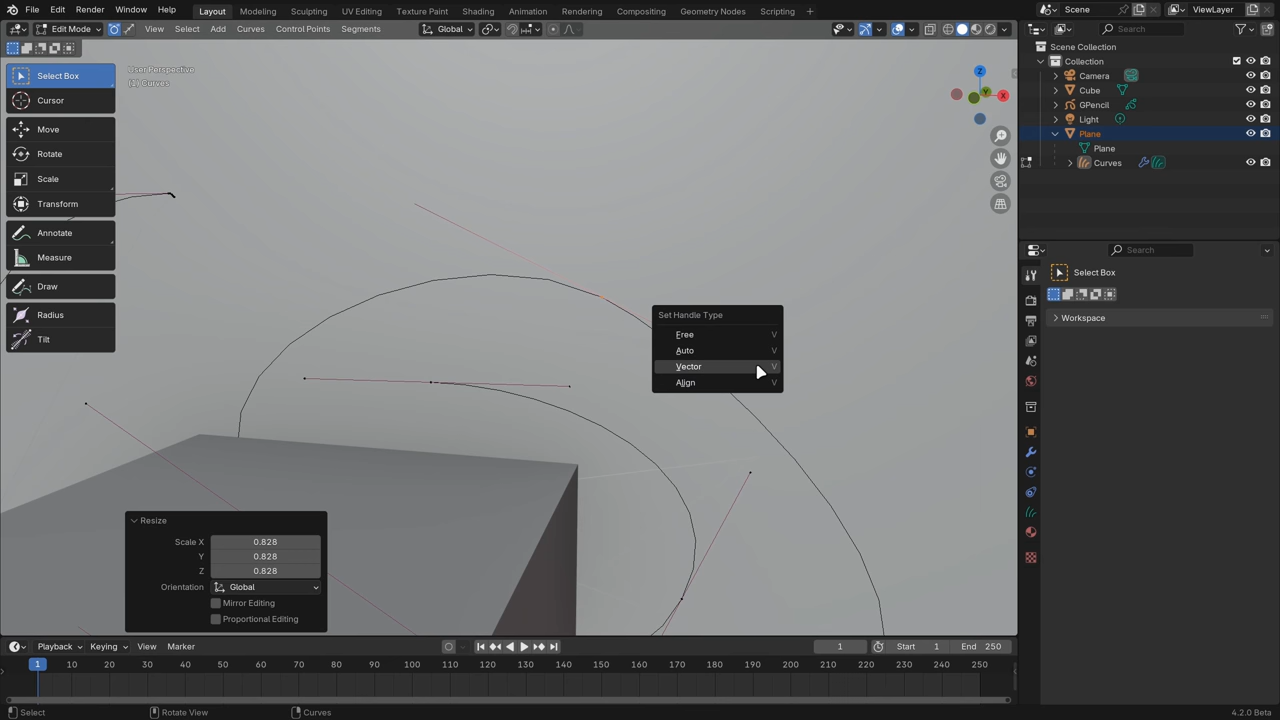 File Edit Render Window Help Layout Modeling Sculpting UV Editing Texture Paint Shading Animation Rendering Compositing Geometry Nodes Scripting Scene ViewLayer
Edit Mode View Select Add Curves Control Points Segments Global Search
User Perspective
(1) Curves
Select Box
Cursor
Move
Rotate
Scale
Transform
Annotate
Measure
Draw
Radius
Tilt
Set Handle Type
Free V
Auto V
Vector V
Align V
Resize
Scale X 0.828
Y 0.828
Z 0.828
Orientation Global
Mirror Editing
Proportional Editing
X
Y
Z
Scene Collection
Collection
Camera
Cube
GPencil
Light
Plane
Plane
Curves
Search
Select Box
Workspace
Playback Keying View Marker 1 Start 1 End 250
1 10 20 30 40 50 60 70 80 90 100 110 120 130 140 150 160 170 180 190 200 210 220 230 240 250
Select Rotate View Curves 4.2.0 Beta